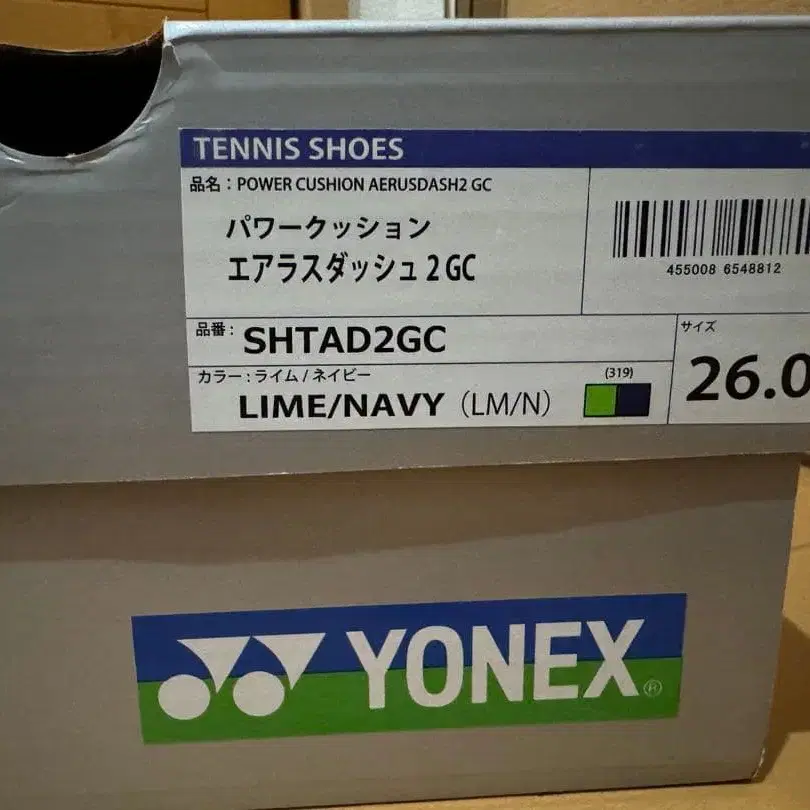 TENNIS SHOES
品名：POWER CUSHION AERUSDASH2 GC
パワークッション
エアラスダッシュ 2 GC
455008 6548812
品番： SHTAD2GC
サイズ
26.0
カラー：ライム / ネイビー
(319)
LIME/NAVY (LM/N)
YONEX®